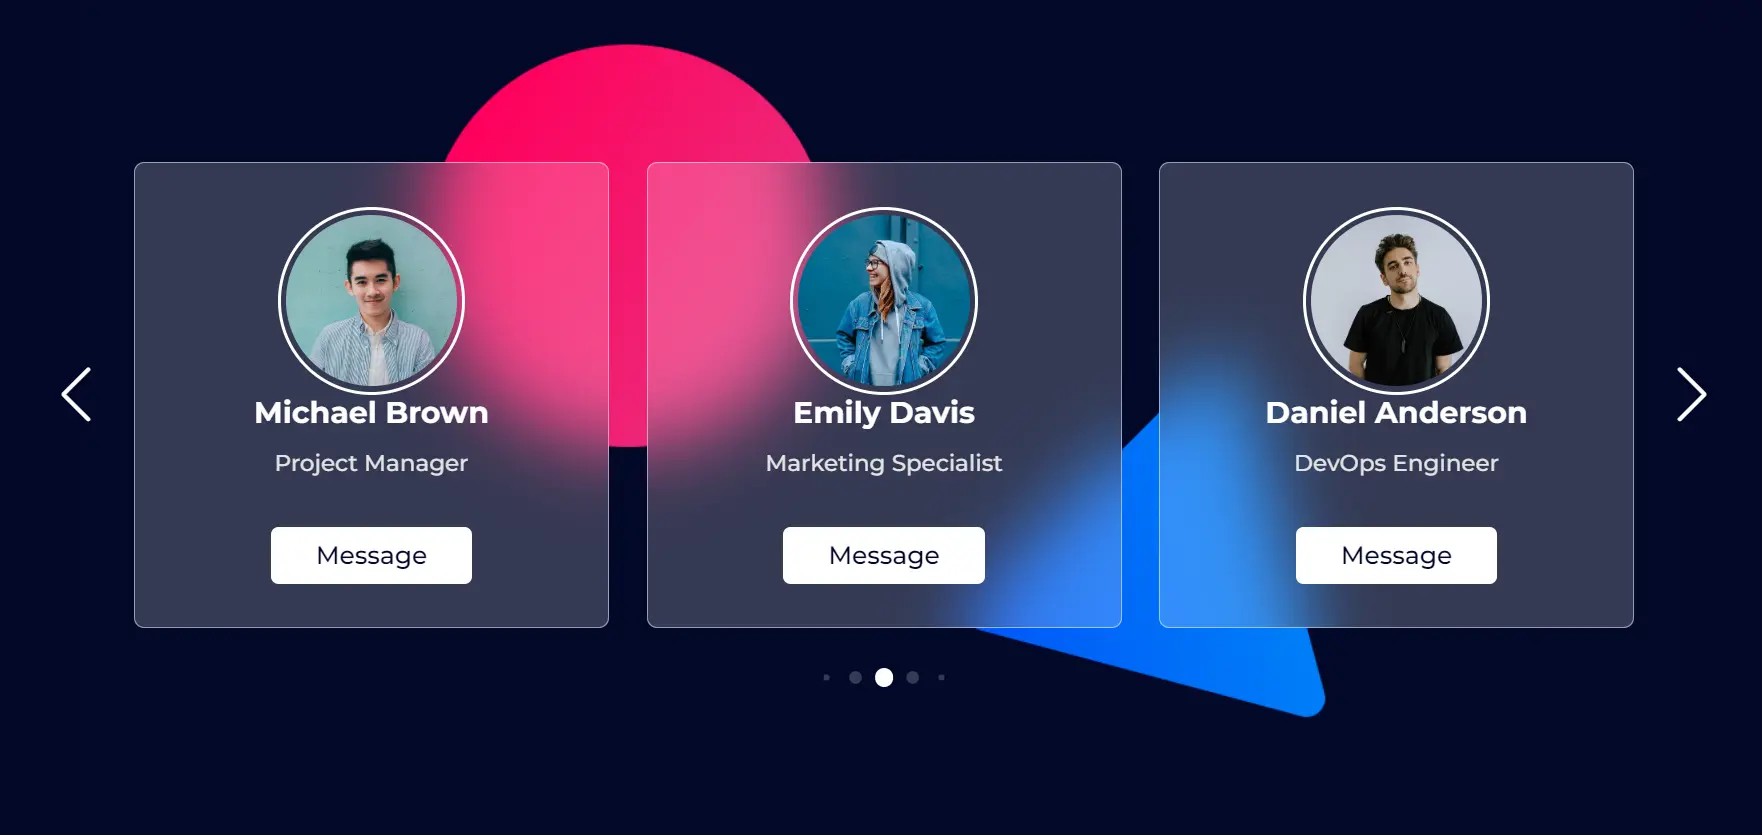 Michael Brown
Project Manager
Message
Emily Davis
Marketing Specialist
Message
Daniel Anderson
DevOps Engineer
Message